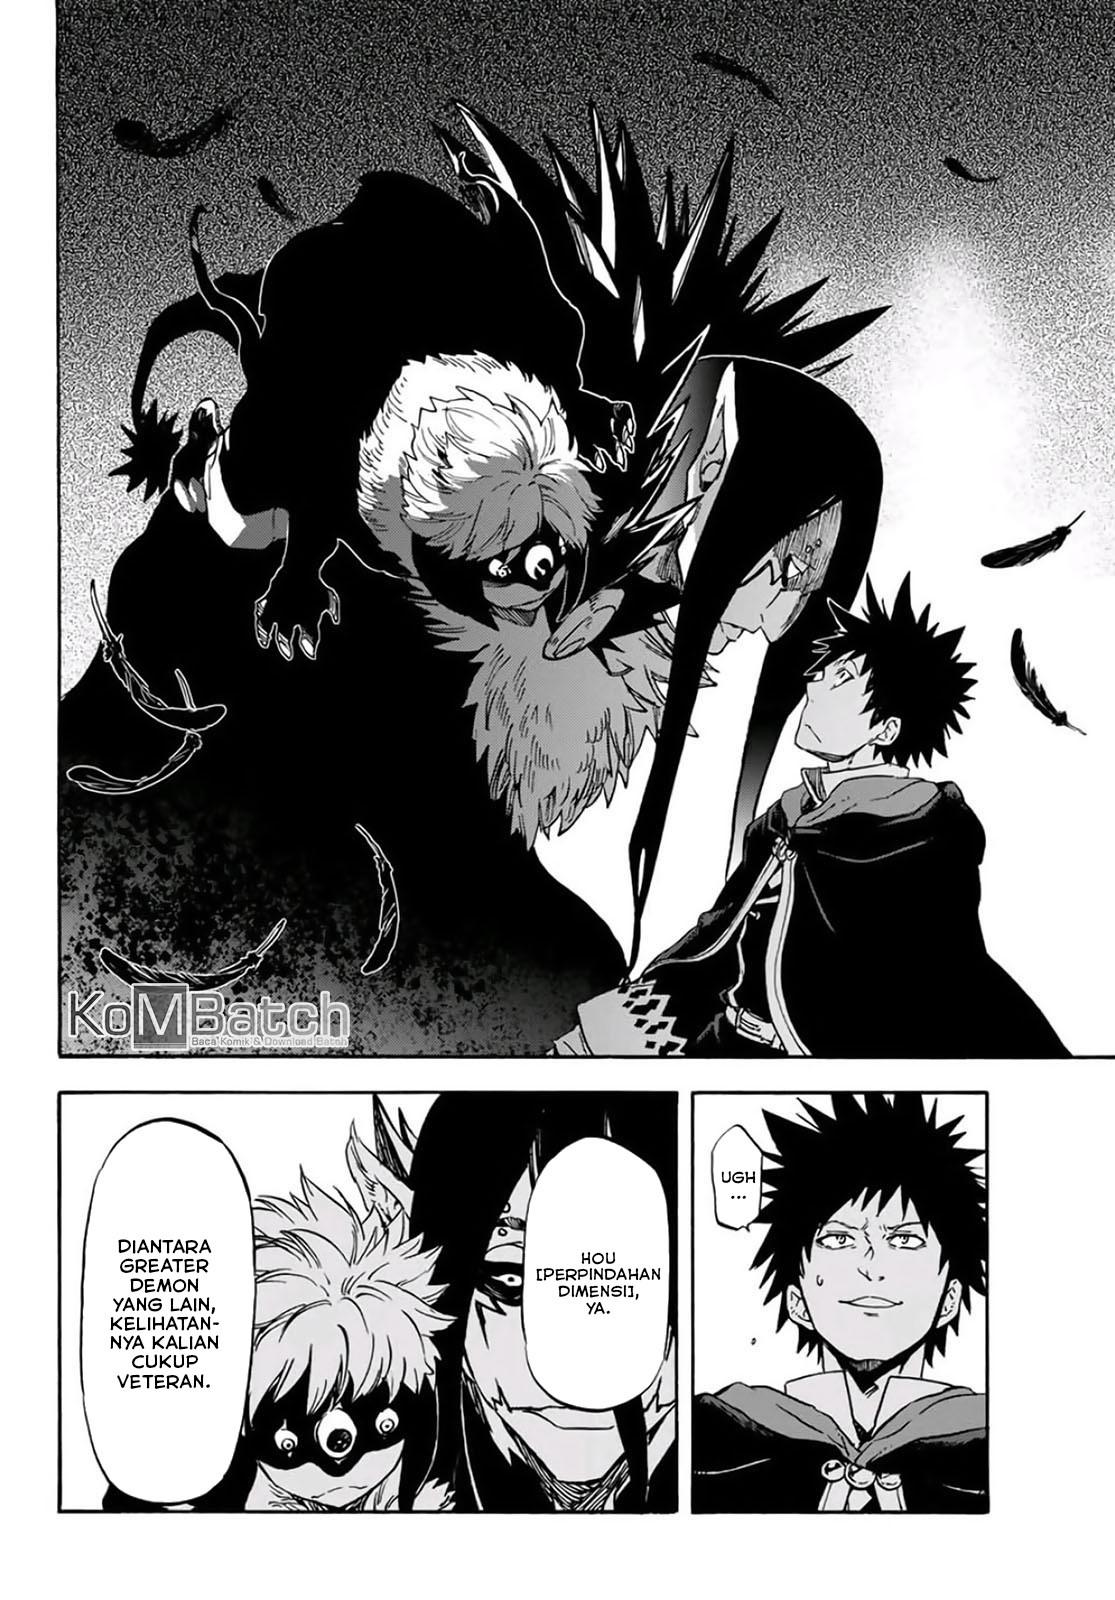 KoMBatch
Baca Komik & Download Batch
UGH
...
HOU
[PERPINDAHAN
DIMENSI],
YA.
DIANTARA
GREATER
DEMON
YANG LAIN,
KELIHATAN-
NYA KALIAN
CUKUP
VETERAN.